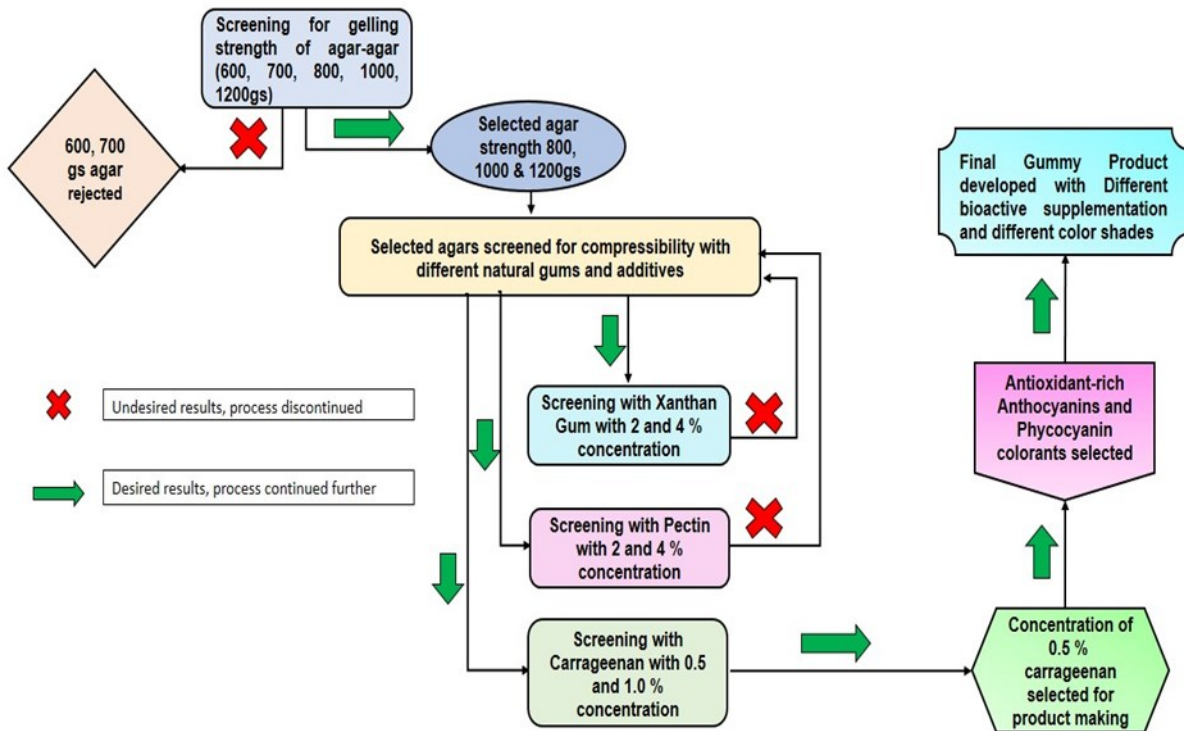 Screening for gelling
strength of agar-agar
(600, 700, 800, 1000,
1200gs)
600, 700
gs agar
rejected
Selected agar
strength 800,
1000 & 1200gs
Selected agars screened for compressibility with
different natural gums and additives
Undesired results, process discontinued
Desired results, process continued further
Screening with Xanthan
Gum with 2 and 4 %
concentration
Screening with Pectin
with 2 and 4 %
concentration
Screening with
Carrageenan with 0.5
and 1.0 %
concentration
Concentration of
0.5 %
carrageenan
selected for
product making
Antioxidant-rich
Anthocyanins and
Phycocyanin
colorants selected
Final Gummy Product
developed with Different
bioactive supplementation
and different color shades